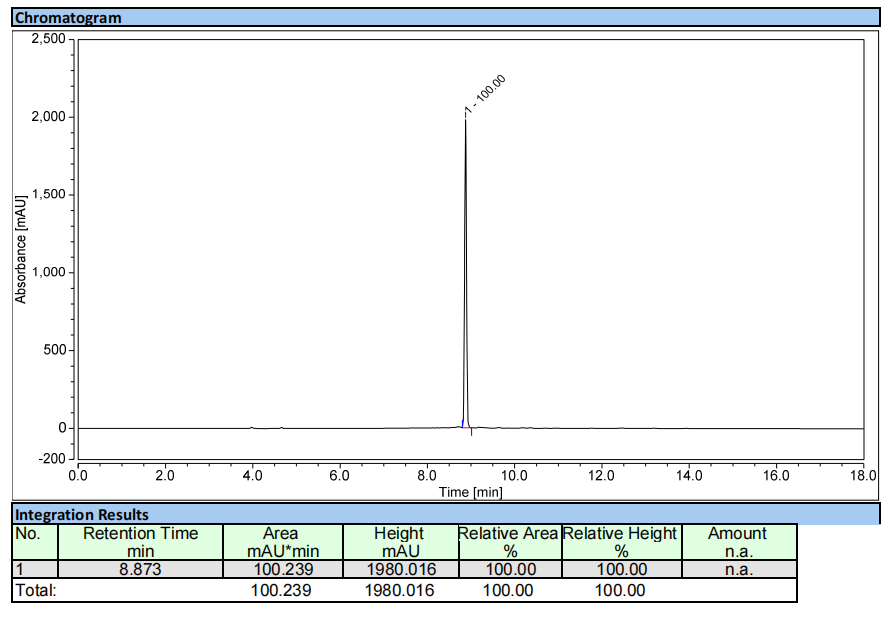 Chromatogram
2,500
2,000
1,500
1,000
500
0
-200
Absorbance [mAU]
1 - 100.00
0.0 2.0 4.0 6.0 8.0 10.0 12.0 14.0 16.0 18.0
Time [min]
Integration Results
No. Retention Time Area Height Relative Area Relative Height Amount
min mAU*min mAU % % n.a.
1 8.873 100.239 1980.016 100.00 100.00 n.a.
Total: 100.239 1980.016 100.00 100.00